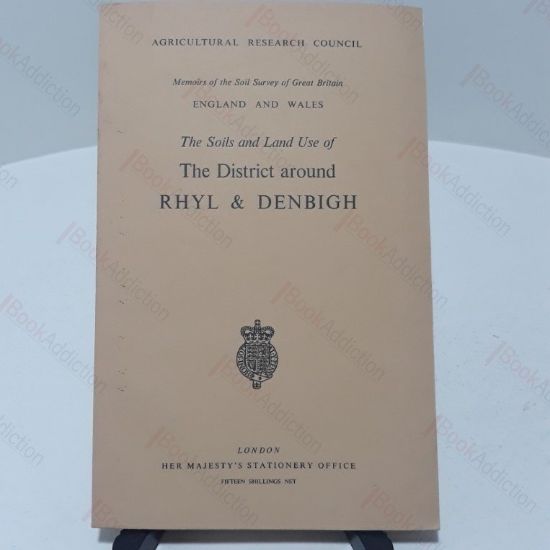 AGRICULTURAL RESEARCH COUNCIL
Memoirs of the Soil Survey of Great Britain
ENGLAND AND WALES
The Soils and Land Use of
The District around
RHYL & DENBIGH
LONDON
HER MAJESTY'S STATIONERY OFFICE
FIFTEEN SHILLINGS NET
BookAddiction